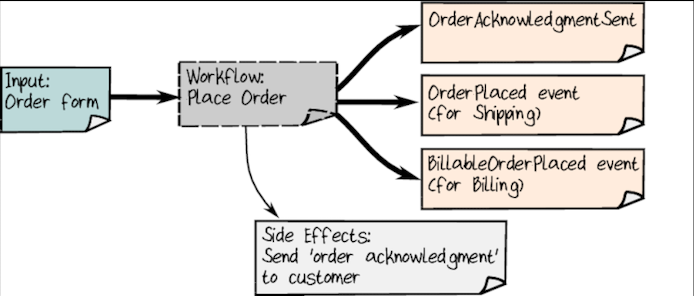 Input:
Order form
Workflow:
Place Order
OrderAcknowledgmentSent
OrderPlaced event
(for Shipping)
BillableOrderPlaced event
(for Billing)
Side Effects:
Send 'order acknowledgment'
to customer